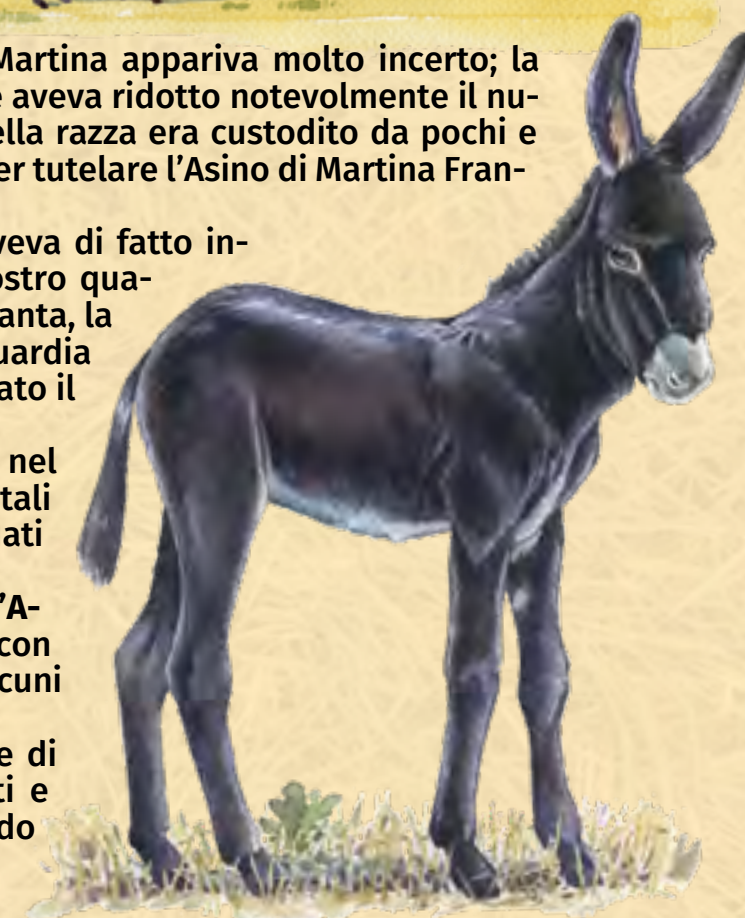 Martina appariva molto incerto; la
e aveva ridotto notevolmente il nu-
ella razza era custodito da pochi e
er tutelare l’Asino di Martina Fran-
veva di fatto in-
ostro qua-
anta, la
uardia
ato il
nel
tali
ati
’A-
con
cuni
e di
ti e
do